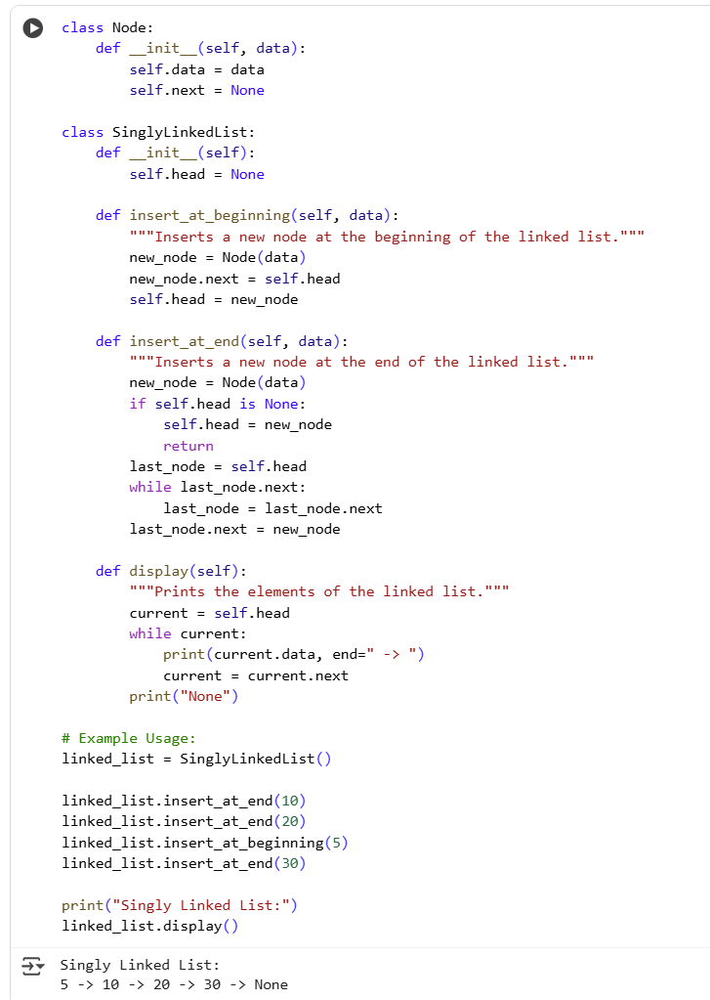 class Node:
    def __init__(self, data):
        self.data = data
        self.next = None

class SinglyLinkedList:
    def __init__(self):
        self.head = None

    def insert_at_beginning(self, data):
        """Inserts a new node at the beginning of the linked list."""
        new_node = Node(data)
        new_node.next = self.head
        self.head = new_node

    def insert_at_end(self, data):
        """Inserts a new node at the end of the linked list."""
        new_node = Node(data)
        if self.head is None:
            self.head = new_node
            return
        last_node = self.head
        while last_node.next:
            last_node = last_node.next
        last_node.next = new_node

    def display(self):
        """Prints the elements of the linked list."""
        current = self.head
        while current:
            print(current.data, end=" -> ")
            current = current.next
        print("None")

# Example Usage:
linked_list = SinglyLinkedList()

linked_list.insert_at_end(10)
linked_list.insert_at_end(20)
linked_list.insert_at_beginning(5)
linked_list.insert_at_end(30)

print("Singly Linked List:")
linked_list.display()

Singly Linked List:
5 -> 10 -> 20 -> 30 -> None